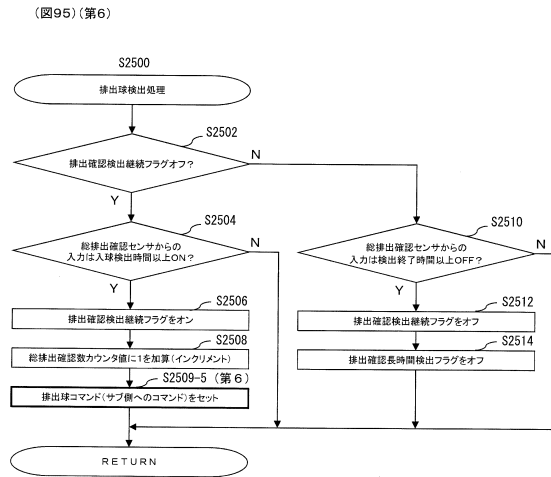 (図95)(第6)
S2500
排出球検出処理
S2502
排出確認検出継続フラグオフ?
N
Y
S2504
総排出確認センサからの
入力は入球検出時間以上ON?
N
Y
S2510
総排出確認センサからの
入力は検出終了時間以上OFF?
N
Y
S2506
排出確認検出継続フラグをオン
S2512
排出確認検出継続フラグをオフ
S2508
総排出確認数カウンタ値に1を加算(インクリメント)
S2514
排出確認長時間検出フラグをオフ
S2509-5 (第6)
排出球コマンド(サブ側へのコマンド)をセット
RETURN